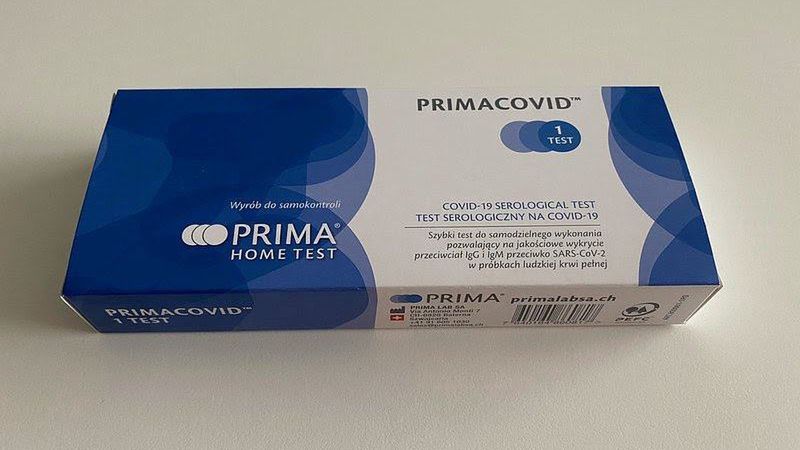 PRIMACOVID™
1
TEST
Wyrób do samokontroli
PRIMA®
HOME TEST
COVID-19 SEROLOGICAL TEST
TEST SEROLOGICZNY NA COVID-19
Szybki test do samodzielnego wykonania
pozwalający na jakościowe wykrycie
przeciwciał IgG i IgM przeciwko SARS-CoV-2
w próbkach ludzkiej krwi pełnej
PRIMACOVID™
1 TEST
PRIMA® primalabsa.ch
PRIMA LAB SA
Via Antonio Monti 7
CH-6828 Balerna
Szwajcaria
PEFC